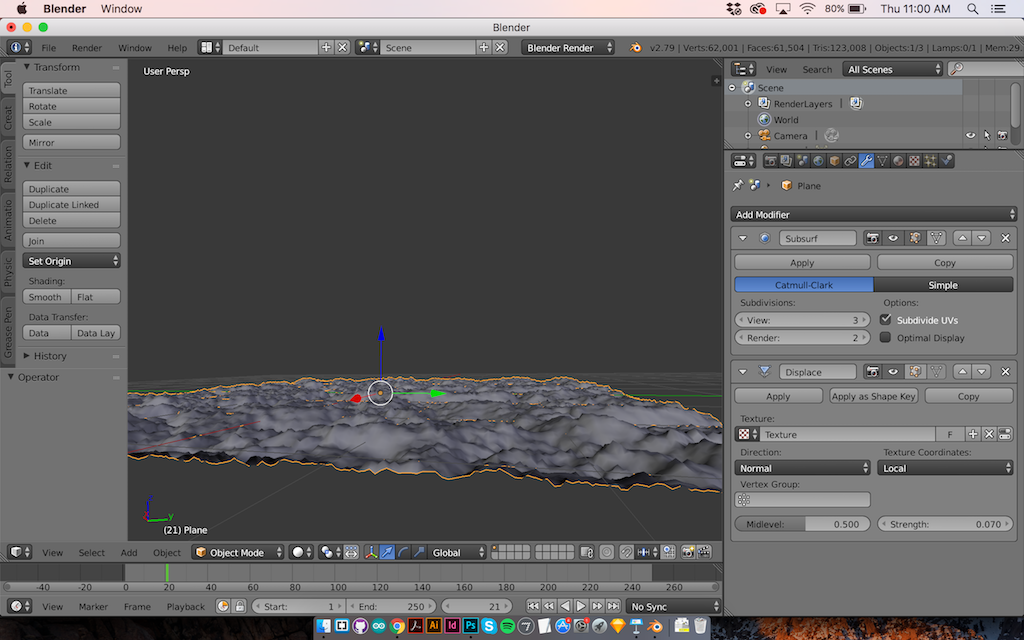 Blender Window 80% Thu 11:00 AM
Blender
File Render Window Help Default Scene Blender Render v2.79 | Verts:62,001 | Faces:61,504 | Tris:123,008 | Objects:1/3 | Lamps:0/1 | Mem:29.
Tool
Creat
Relation
Animatio
Physic
Grease Pen
Transform
Translate
Rotate
Scale
Mirror
Edit
Duplicate
Duplicate Linked
Delete
Join
Set Origin
Shading:
Smooth Flat
Data Transfer:
Data Data Lay
History
Operator
User Persp
(21) Plane
View Select Add Object Object Mode Global
-40 -20 0 20 40 60 80 100 120 140 160 180 200 220 240 260
View Marker Frame Playback Start: 1 End: 250 21 No Sync
View Search All Scenes
Scene
RenderLayers |
World
Camera |
Plane
Add Modifier
Subsurf
Apply Copy
Catmull-Clark Simple
Subdivisions: Options:
View: 3 Subdivide UVs
Render: 2 Optimal Display
Displace
Apply Apply as Shape Key Copy
Texture:
Texture F
Direction: Texture Coordinates:
Normal Local
Vertex Group:
Midlevel: 0.500 Strength: 0.070
Ai Id Ps